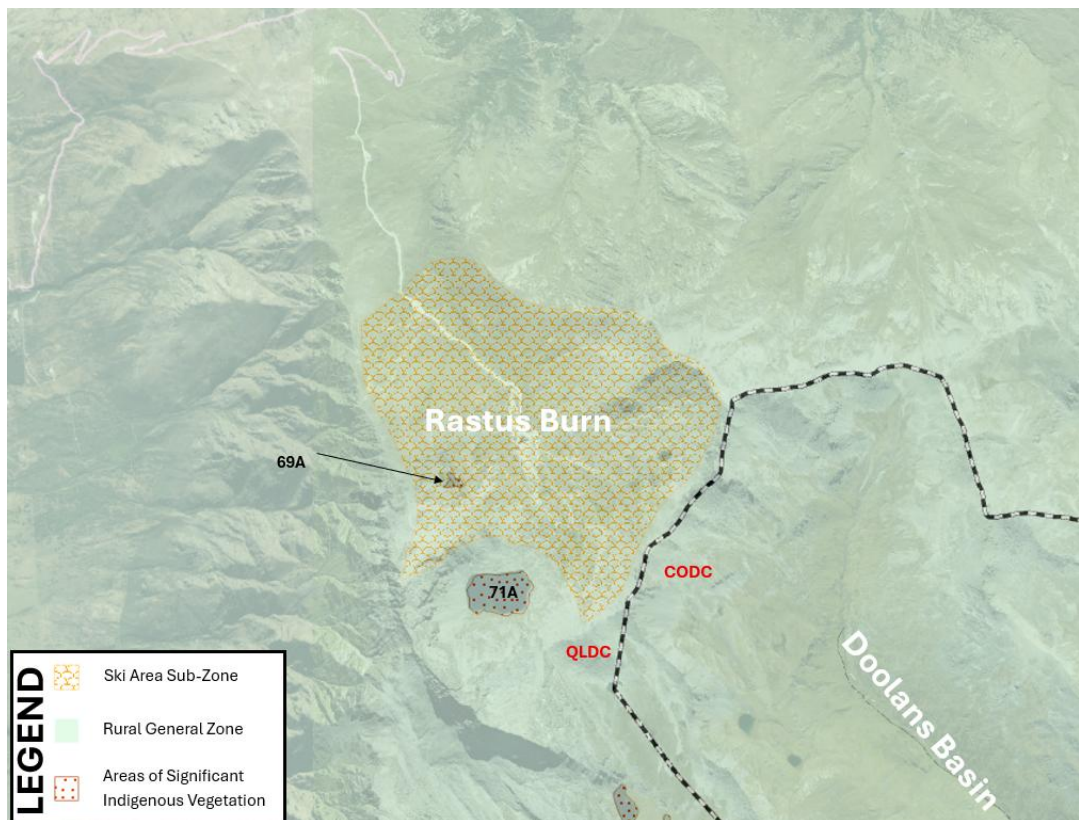 Rastus Burn
69A
71A
CODC
QLDC
Doolans Basin
LEGEND
Ski Area Sub-Zone
Rural General Zone
Areas of Significant
Indigenous Vegetation